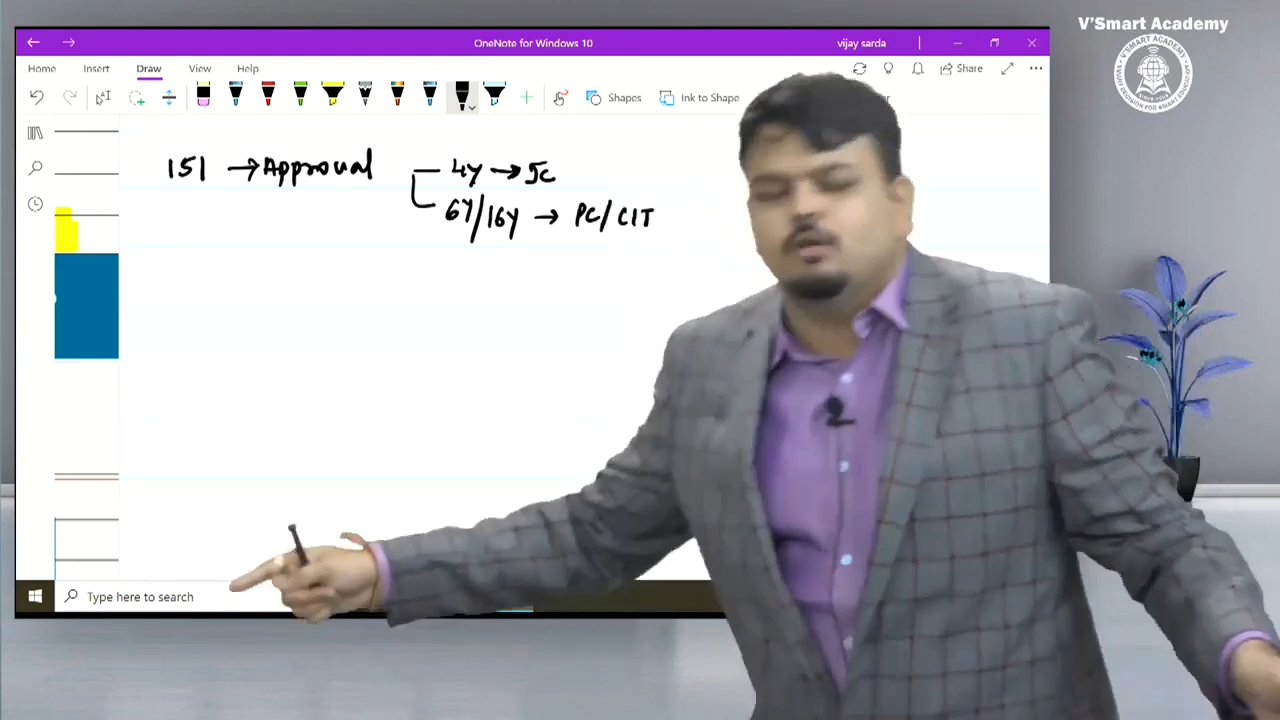 V'Smart Academy
OneNote for Windows 10
vijay sarda
Home Insert Draw View Help
Share
Shapes
Ink to Shape
151 → Approval
4Y → JC
6Y/16Y → PC/CIT
Type here to search